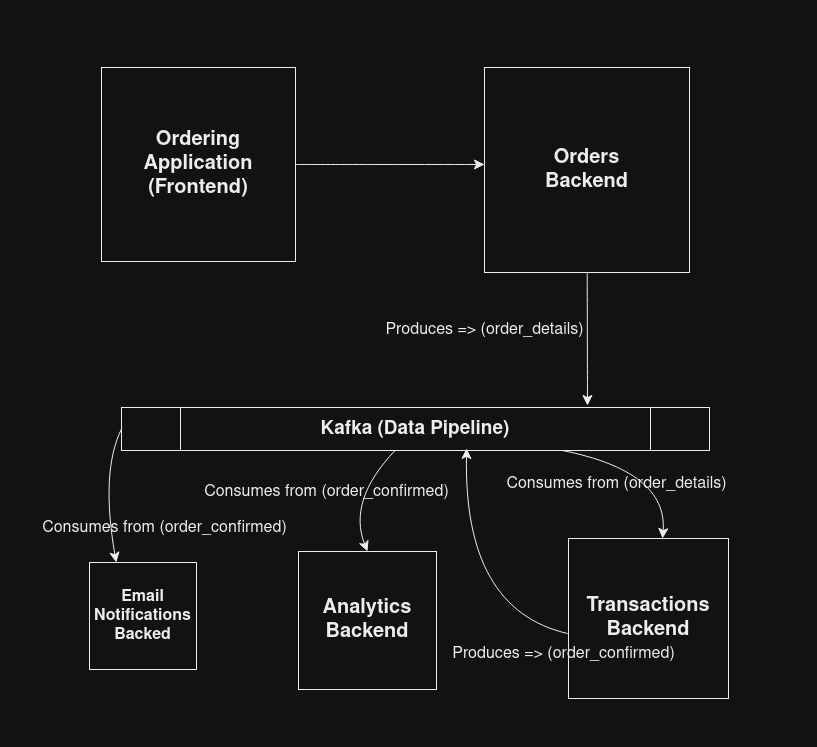 Ordering
Application
(Frontend)
Orders
Backend
Produces => (order_details)
Kafka (Data Pipeline)
Consumes from (order_confirmed)
Consumes from (order_details)
Consumes from (order_confirmed)
Email
Notifications
Backed
Analytics
Backend
Transactions
Backend
Produces => (order_confirmed)